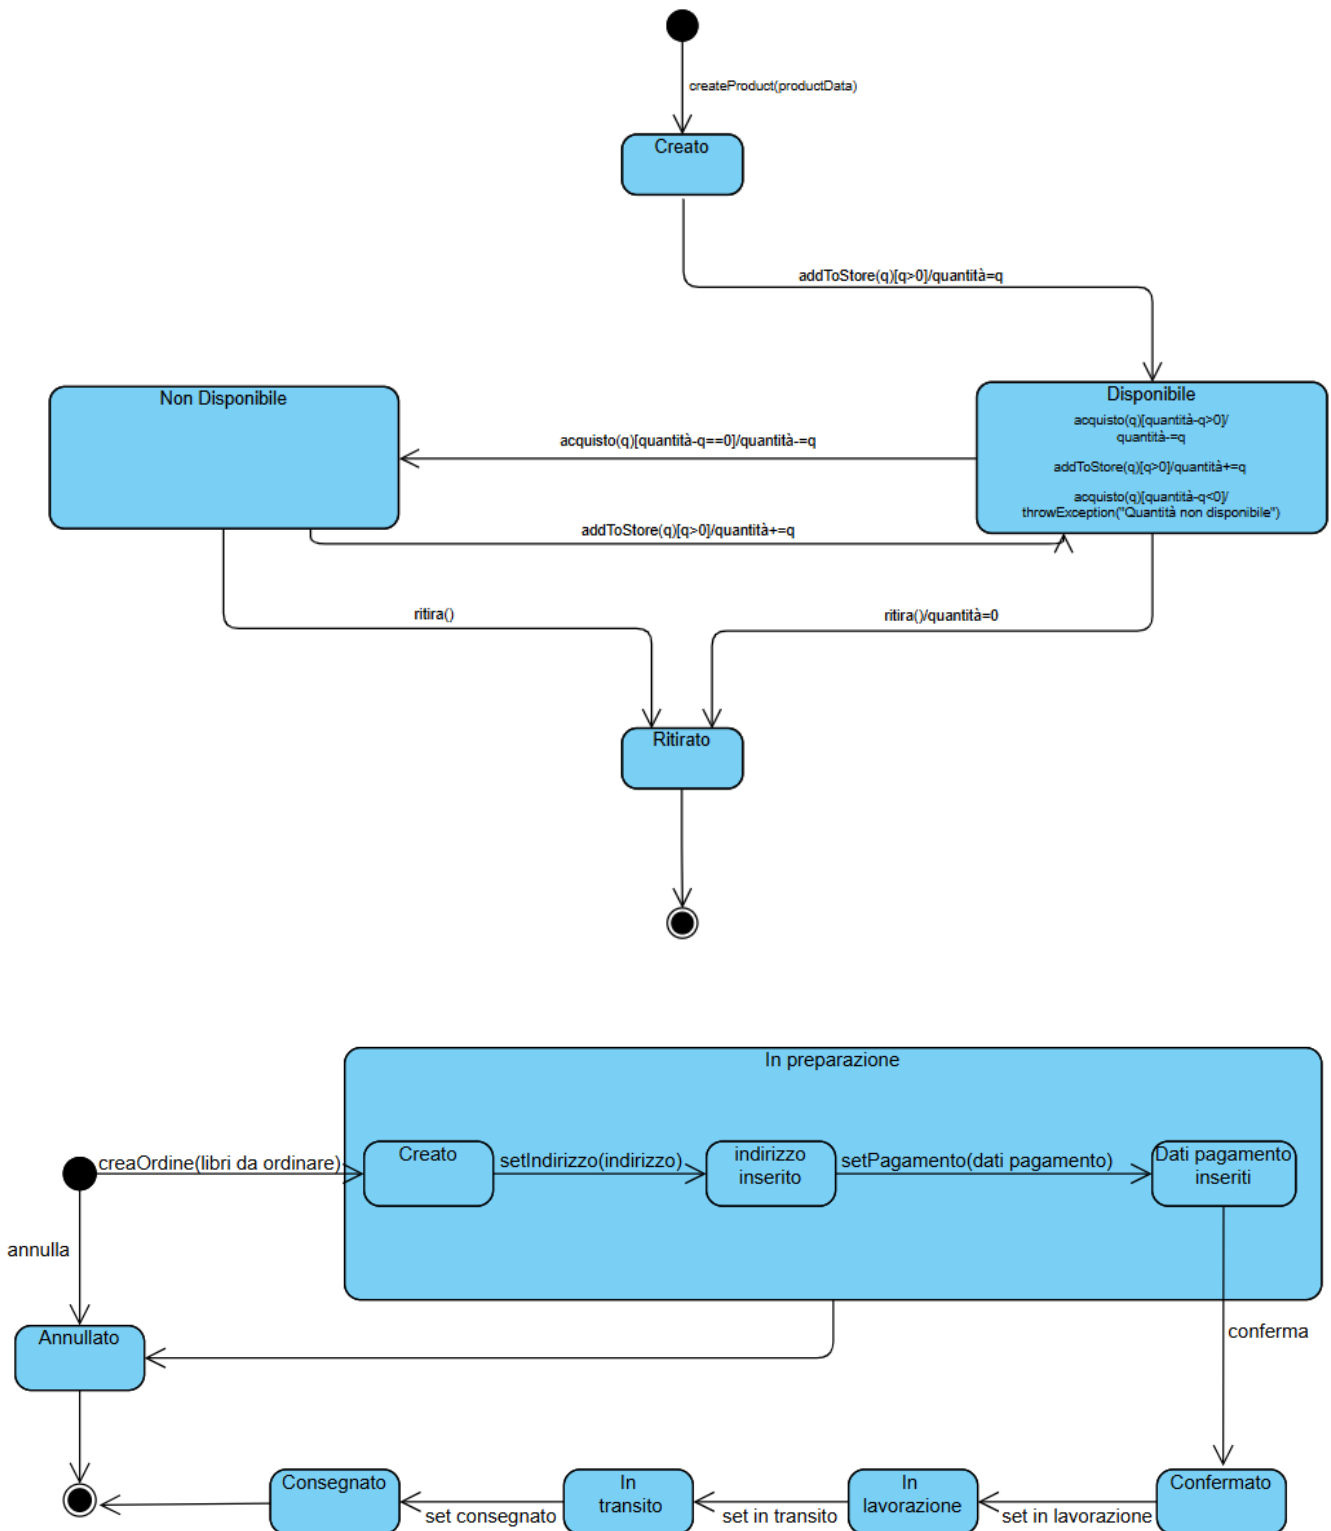 createProduct(productData)
Creato
addToStore(q)[q>0]/quantità=q
Non Disponibile
Disponibile
acquisto(q)[quantità-q>0]/
quantità-=q
acquisto(q)[quantità-q==0]/quantità-=q
addToStore(q)[q>0]/quantità+=q
acquisto(q)[quantità-q<0]/
throwException("Quantità non disponibile")
addToStore(q)[q>0]/quantità+=q
ritira()
ritira()/quantità=0
Ritirato
In preparazione
creaOrdine(libri da ordinare)
Creato
setIndirizzo(indirizzo)
indirizzo
inserito
setPagamento(dati pagamento)
Dati pagamento
inseriti
annulla
Annullato
conferma
Consegnato
set consegnato
In
transito
set in transito
In
lavorazione
set in lavorazione
Confermato